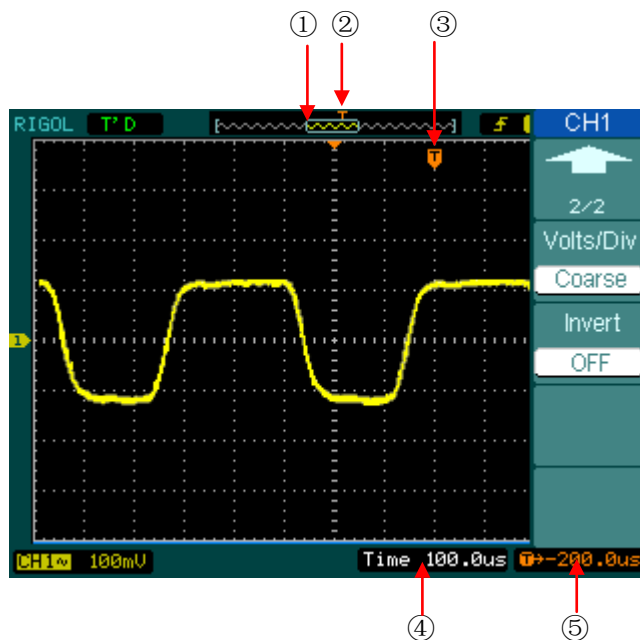 ① ② ③
RIGOL T'D T CH1
T
2/2
Volts/Div
Coarse
1
Invert
OFF
CH1~ 100mV Time 100.0us T→-200.0us
④ ⑤